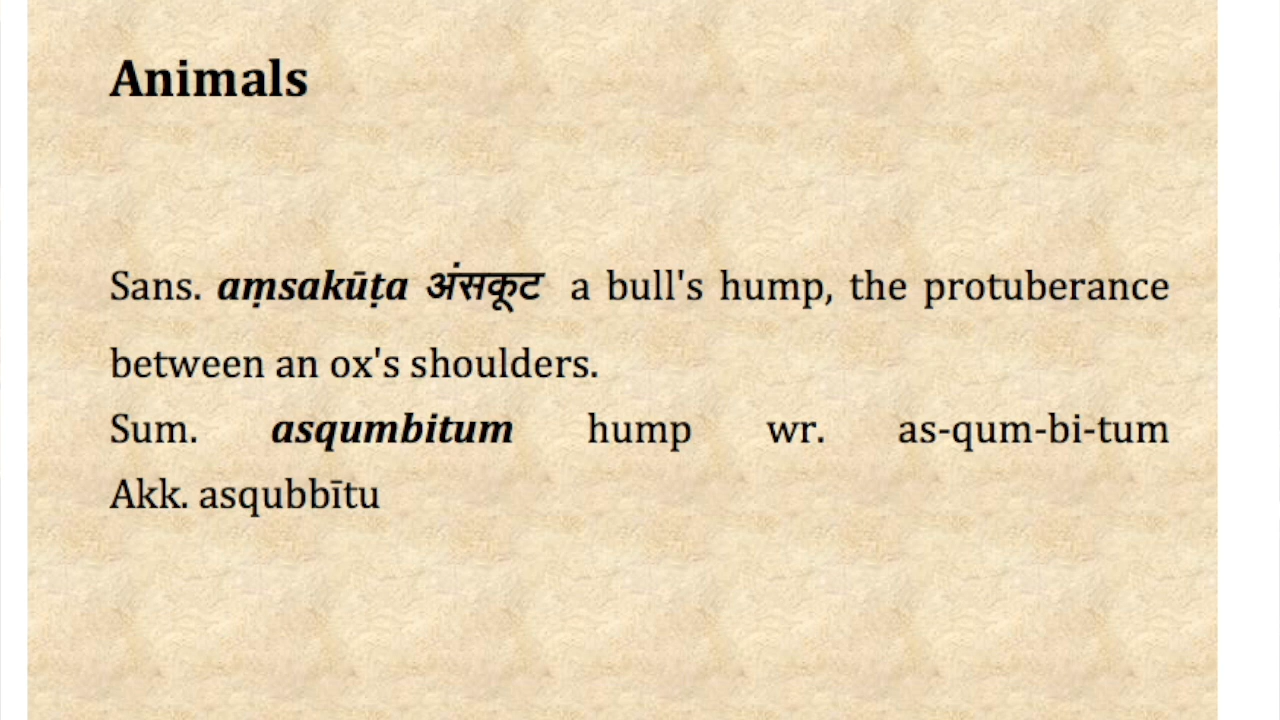 Animals
Sans. aṃsakūṭa अंसकूट a bull's hump, the protuberance
between an ox's shoulders.
Sum. asqumbitum hump wr. as-qum-bi-tum
Akk. asqubbītu